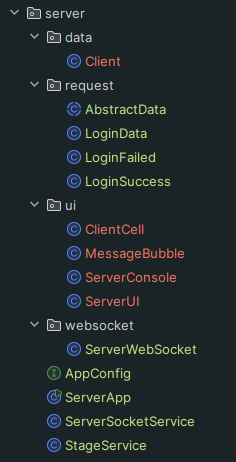 server
data
Client
request
AbstractData
LoginData
LoginFailed
LoginSuccess
ui
ClientCell
MessageBubble
ServerConsole
ServerUI
websocket
ServerWebSocket
AppConfig
ServerApp
ServerSocketService
StageService